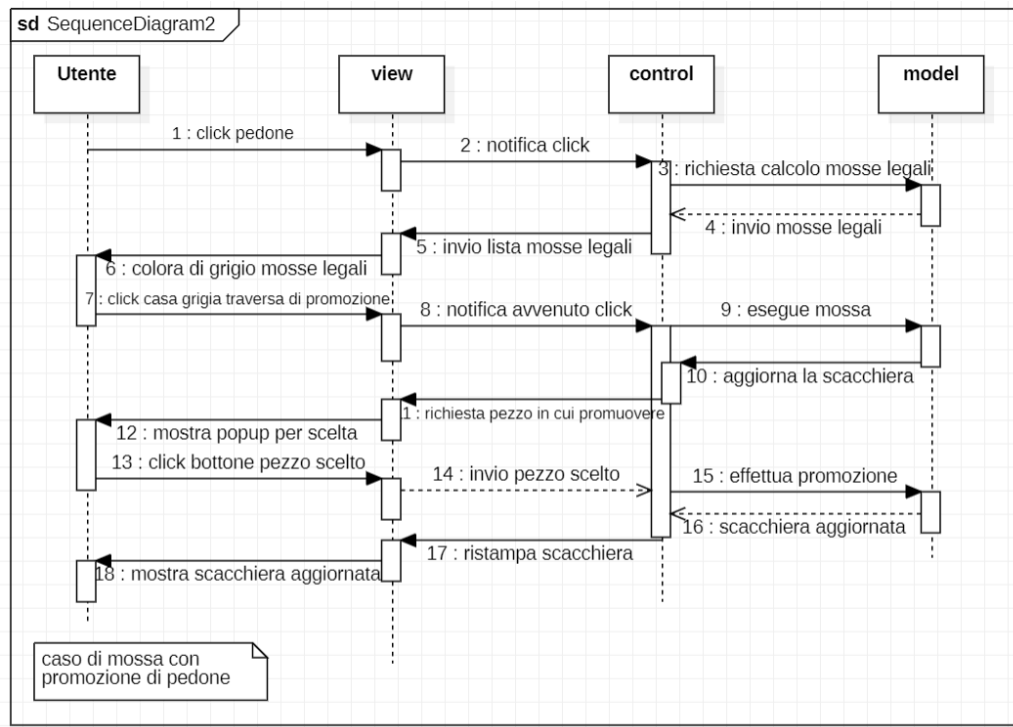 sd SequenceDiagram2
Utente
view
control
model
1 : click pedone
2 : notifica click
3 : richiesta calcolo mosse legali
4 : invio mosse legali
5 : invio lista mosse legali
6 : colora di grigio mosse legali
7 : click casa grigia traversa di promozione
8 : notifica avvenuto click
9 : esegue mossa
10 : aggiorna la scacchiera
1 : richiesta pezzo in cui promuovere
12 : mostra popup per scelta
13 : click bottone pezzo scelto
14 : invio pezzo scelto
15 : effettua promozione
16 : scacchiera aggiornata
17 : ristampa scacchiera
18 : mostra scacchiera aggiornata
caso di mossa con
promozione di pedone